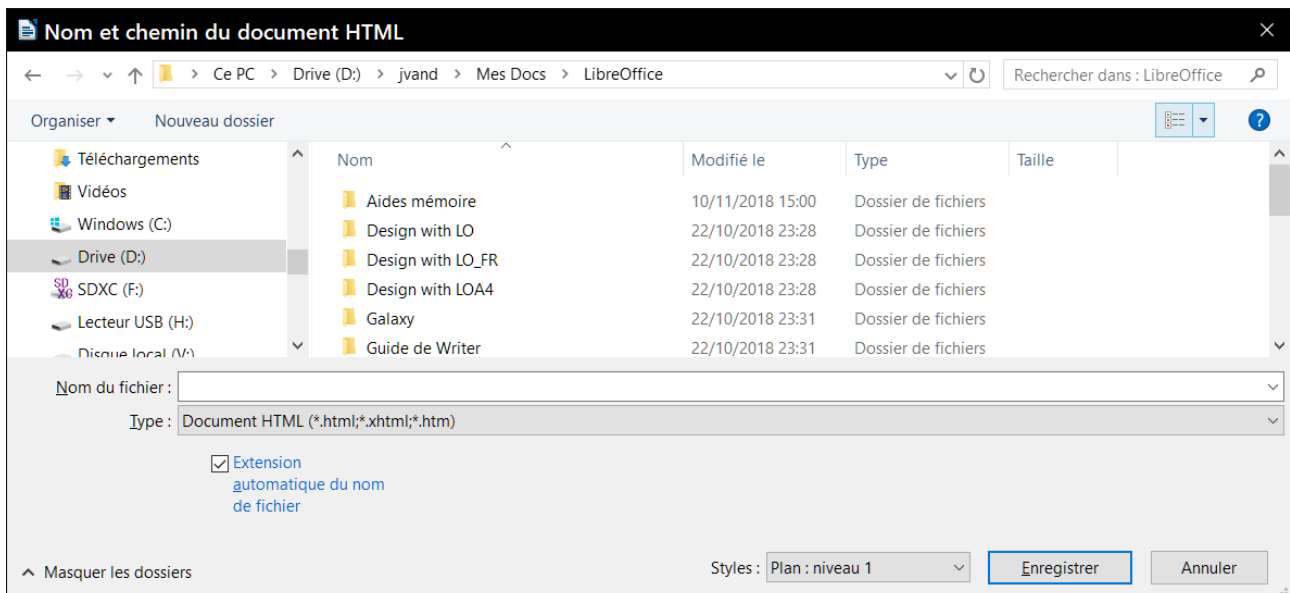 Nom et chemin du document HTML
Ce PC > Drive (D:) > jvand > Mes Docs > LibreOffice
Rechercher dans : LibreOffice
Organiser
Nouveau dossier
Téléchargements
Vidéos
Windows (C:)
Drive (D:)
SDXC (F:)
Lecteur USB (H:)
Disque local (V:)
Nom Modifié le Type Taille
Aides mémoire 10/11/2018 15:00 Dossier de fichiers
Design with LO 22/10/2018 23:28 Dossier de fichiers
Design with LO_FR 22/10/2018 23:28 Dossier de fichiers
Design with LOA4 22/10/2018 23:28 Dossier de fichiers
Galaxy 22/10/2018 23:31 Dossier de fichiers
Guide de Writer 22/10/2018 23:31 Dossier de fichiers
Nom du fichier :
Type : Document HTML (*.html;*.xhtml;*.htm)
Extension
automatique du nom
de fichier
Masquer les dossiers
Styles : Plan : niveau 1
Enregistrer
Annuler